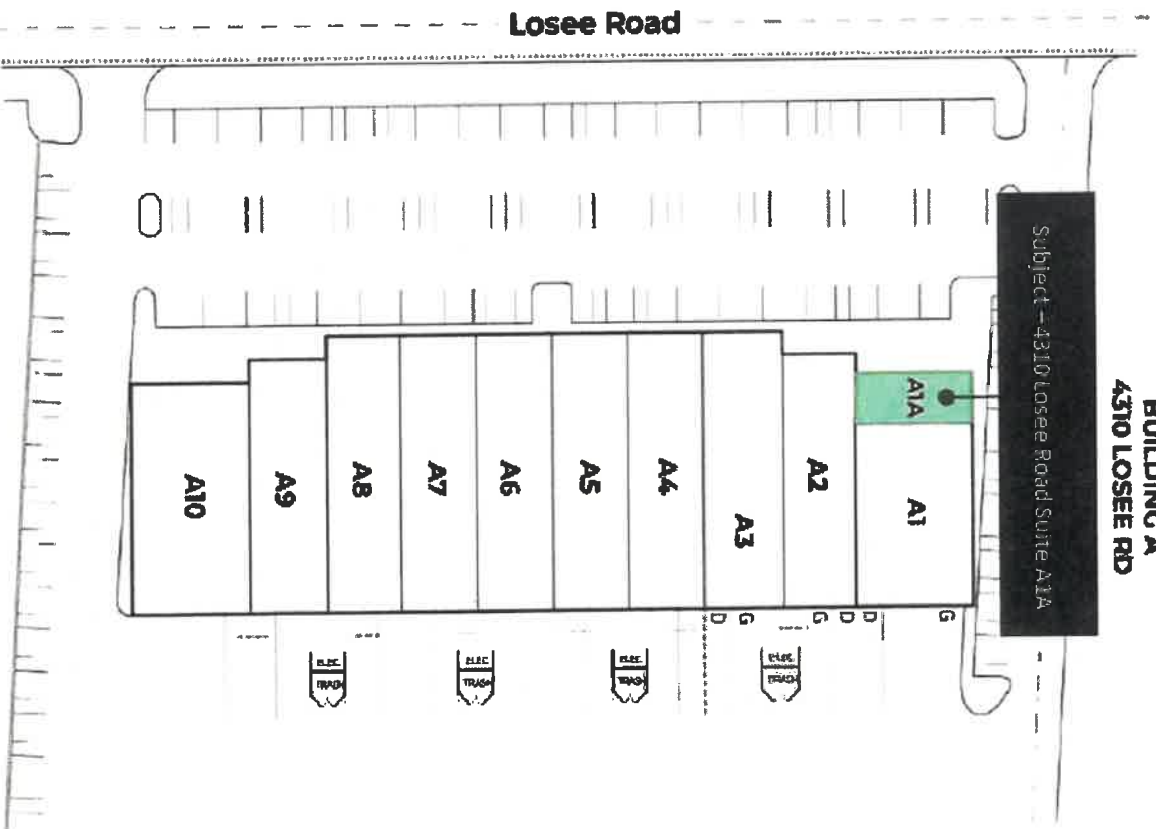 Losee Road
BUILDING A
4310 LOSEE RD
Subject – 4310 Losee Road Suite A1A
A1A
A10
A9
A8
A7
A6
A5
A4
A3
A2
A1
D
G
G
D
D
G
ELEC
TRASH
ELEC
TRASH
ELEC
TRASH
ELEC
TRASH